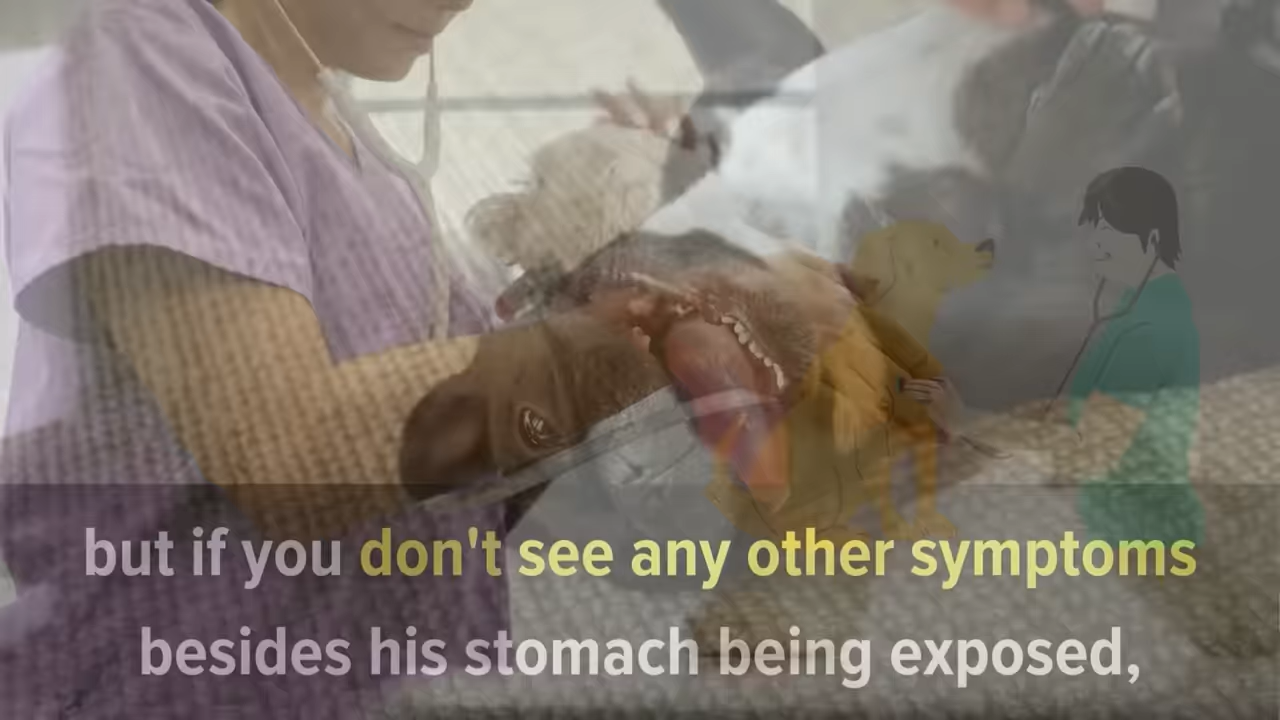 but if you don't see any other symptoms
besides his stomach being exposed,